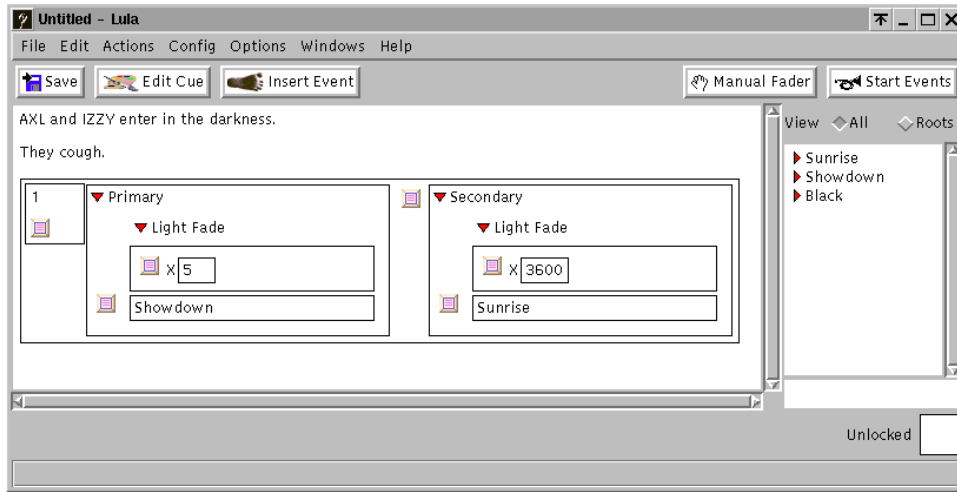 Untitled – Lula
File Edit Actions Config Options Windows Help
Save Edit Cue Insert Event Manual Fader Start Events
AXL and IZZY enter in the darkness.
They cough.
View All Roots
Sunrise
Showdown
Black
1 Primary Secondary
Light Fade Light Fade
X 5 X 3600
Showdown Sunrise
Unlocked